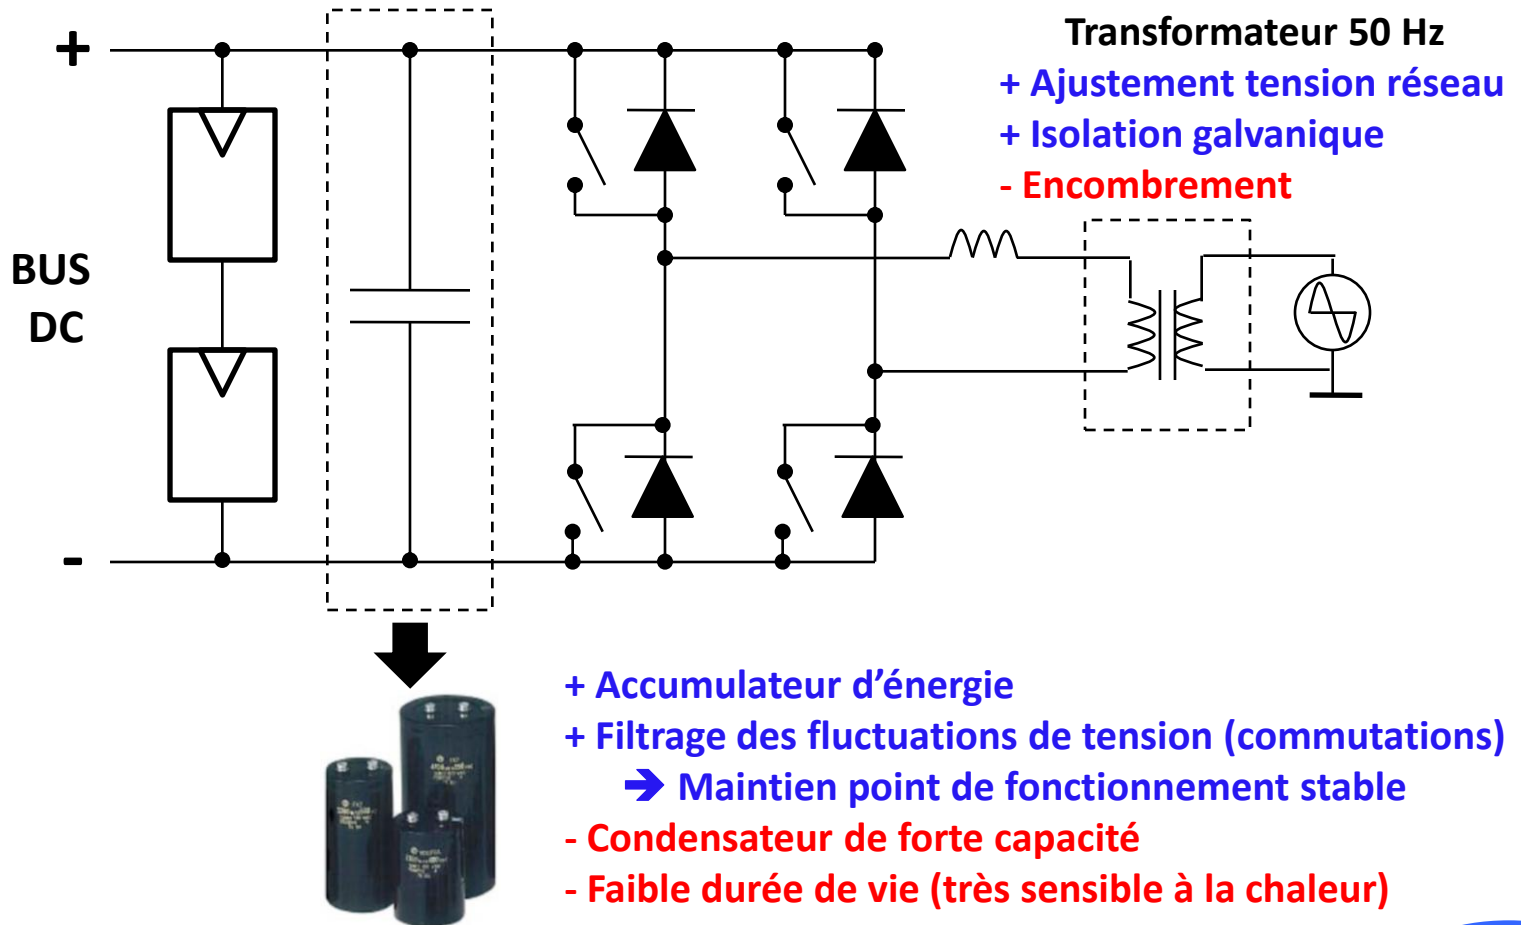 +
Transformateur 50 Hz
+ Ajustement tension réseau
+ Isolation galvanique
- Encombrement
BUS
DC
-
+ Accumulateur d’énergie
+ Filtrage des fluctuations de tension (commutations)
➔ Maintien point de fonctionnement stable
- Condensateur de forte capacité
- Faible durée de vie (très sensible à la chaleur)